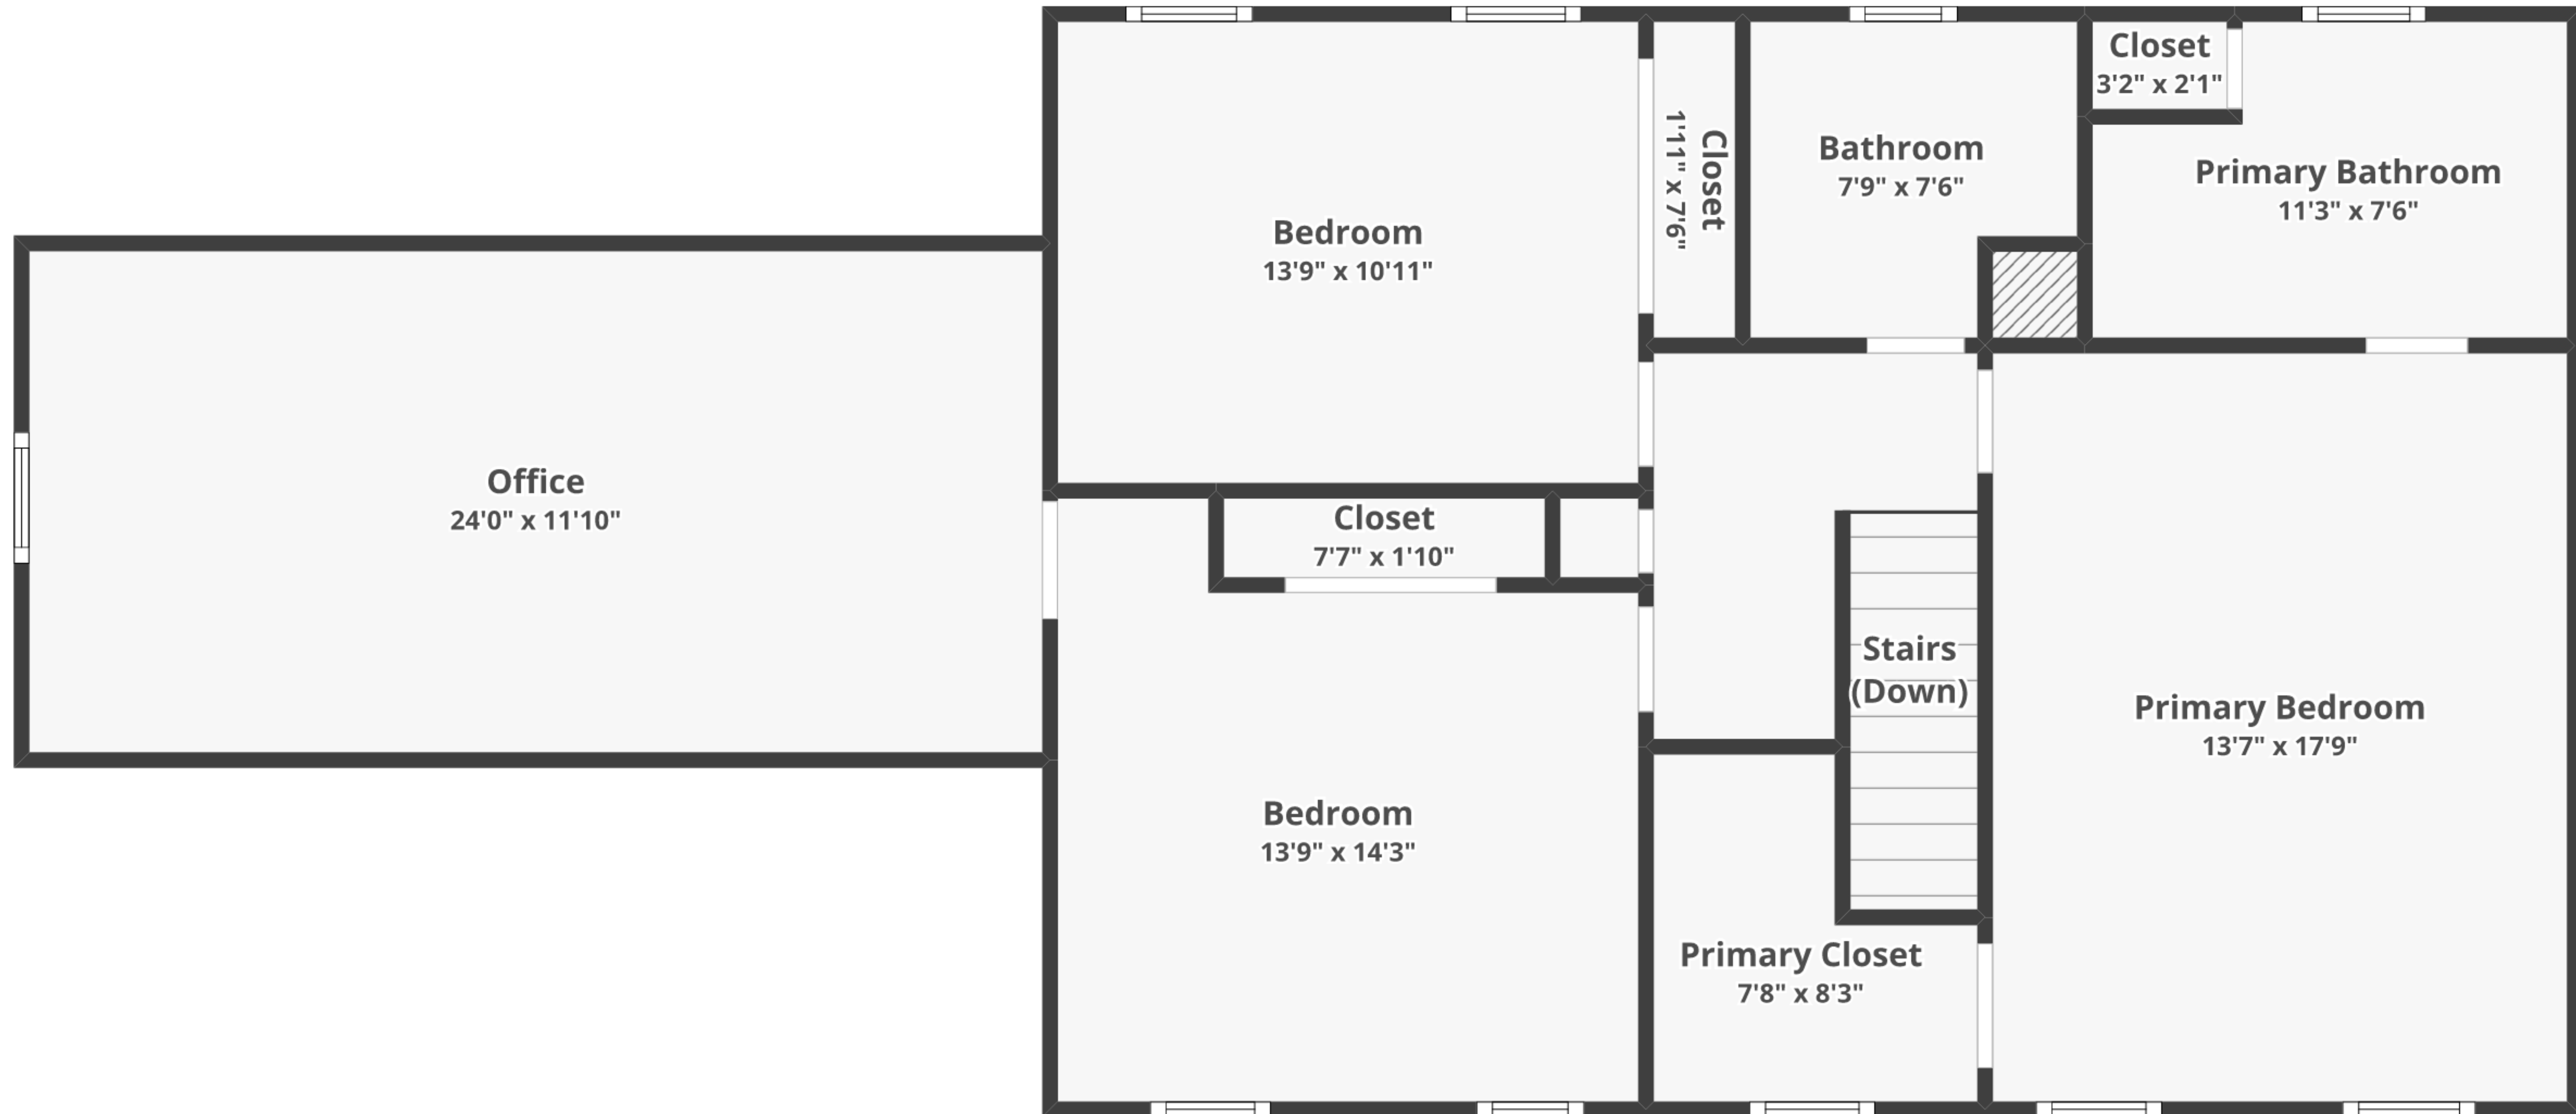 Closet
3'2" x 2'1"
Bathroom
7'9" x 7'6"
Closet
1'11" x 7'6"
Primary Bathroom
11'3" x 7'6"
Bedroom
13'9" x 10'11"
Office
24'0" x 11'10"
Closet
7'7" x 1'10"
Stairs
(Down)
Primary Bedroom
13'7" x 17'9"
Bedroom
13'9" x 14'3"
Primary Closet
7'8" x 8'3"